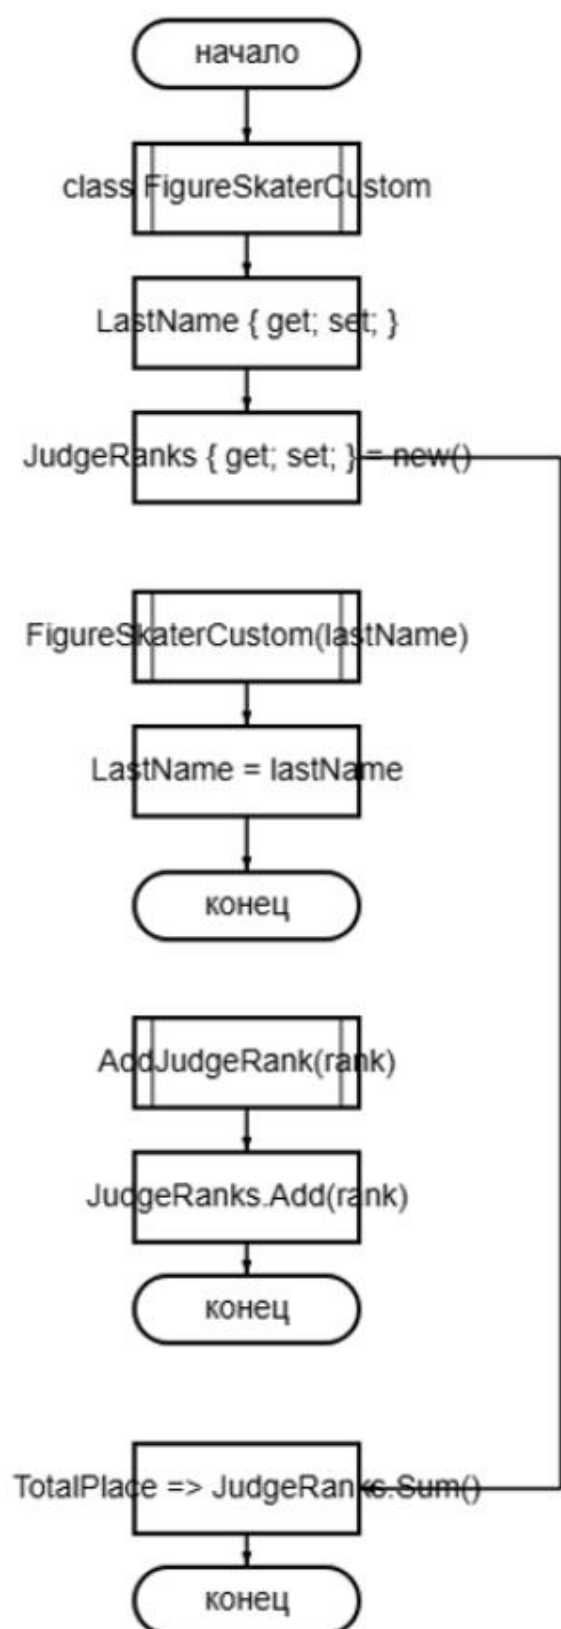 начало
class FigureSkaterCustom
LastName { get; set; }
JudgeRanks { get; set; } = new()
FigureSkaterCustom(lastName)
LastName = lastName
конец
AddJudgeRank(rank)
JudgeRanks.Add(rank)
конец
TotalPlace => JudgeRanks.Sum()
конец